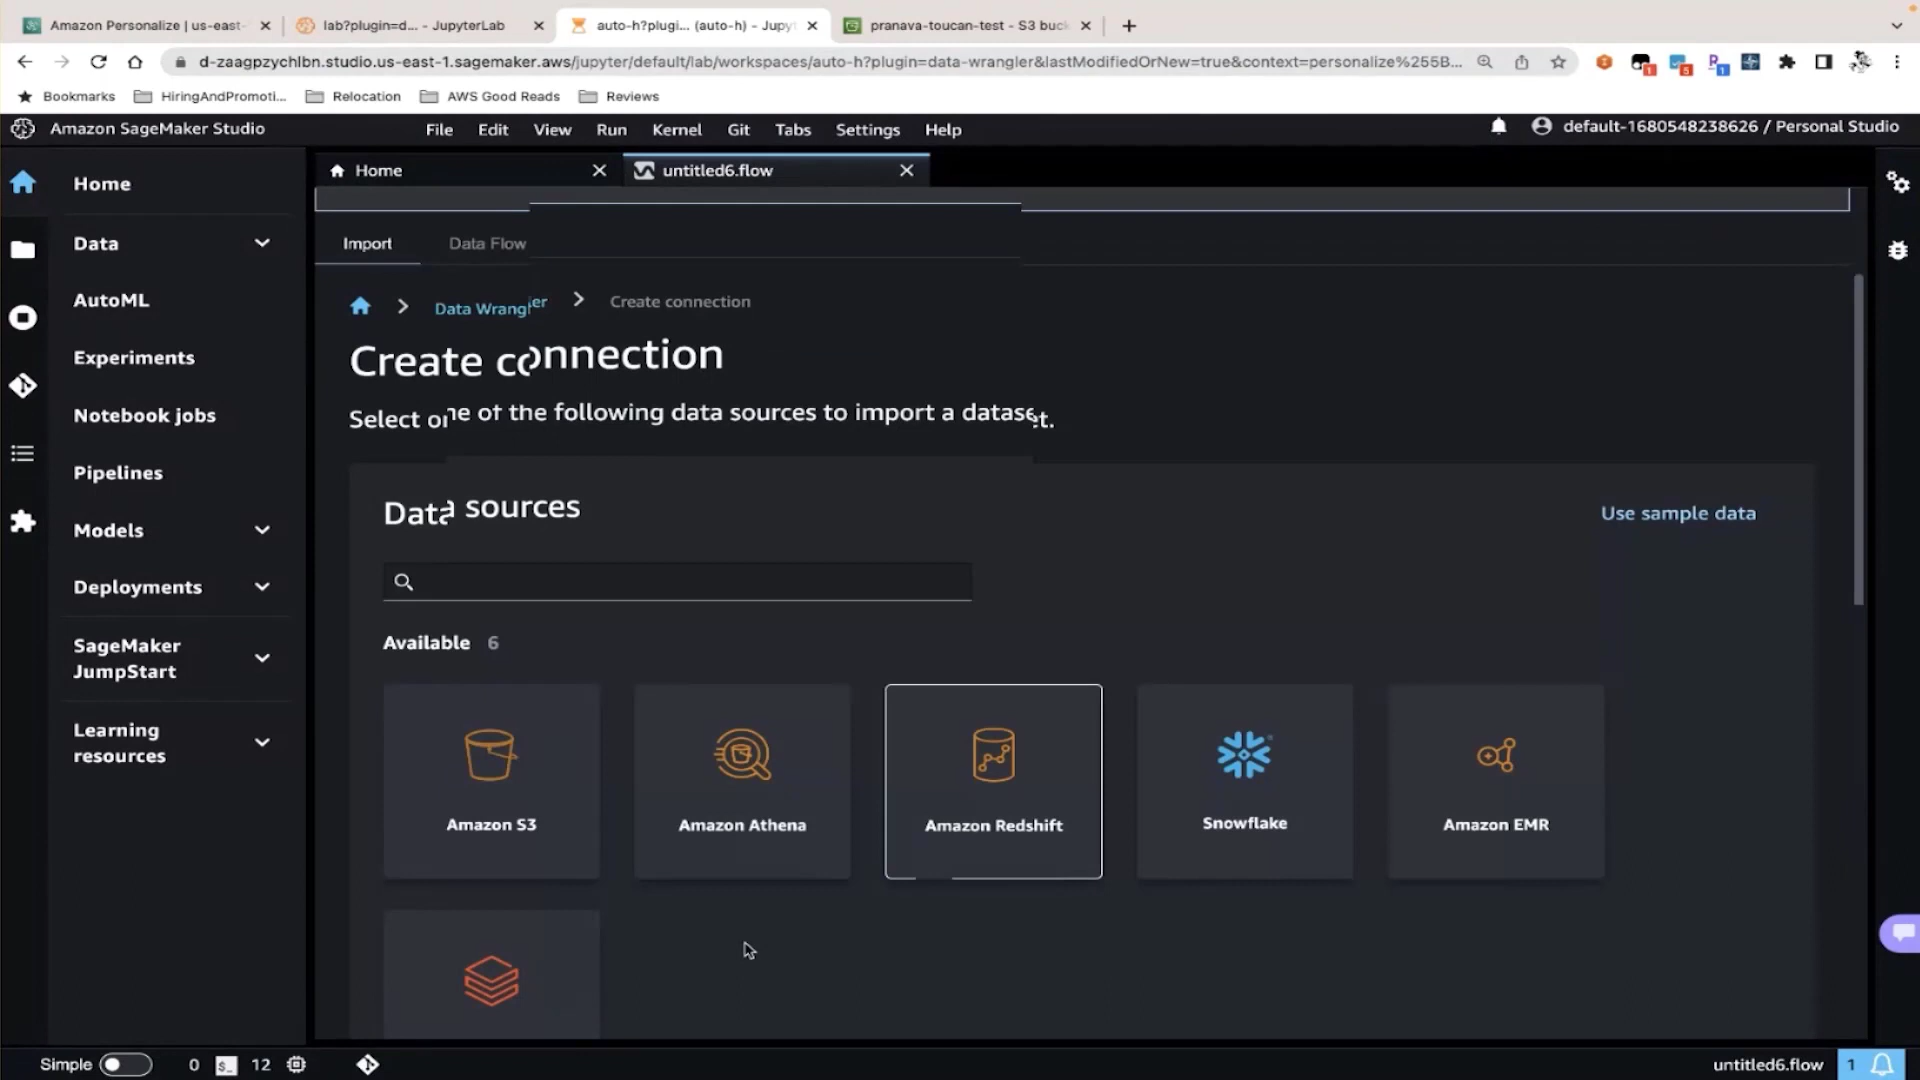 Amazon Personalize | us-east-
lab?plugin=d... - JupyterLab
auto-h?plugi... (auto-h) - Jupyt
pranava-toucan-test - S3 buck
d-zaagpzychlbn.studio.us-east-1.sagemaker.aws/jupyter/default/lab/workspaces/auto-h?plugin=data-wrangler&lastModifiedOrNew=true&context=personalize%255B...
Bookmarks
HiringAndPromoti...
Relocation
AWS Good Reads
Reviews
Amazon SageMaker Studio
File
Edit
View
Run
Kernel
Git
Tabs
Settings
Help
default-1680548238626 / Personal Studio
Home
untitled6.flow
Home
Data
AutoML
Experiments
Notebook jobs
Pipelines
Models
Deployments
SageMaker
JumpStart
Learning
resources
Import
Data Flow
Data Wrangler
Create connection
Create connection
Select one of the following data sources to import a dataset.
Data sources
Use sample data
Available 6
Amazon S3
Amazon Athena
Amazon Redshift
Snowflake
Amazon EMR
Simple
0
12
untitled6.flow
1